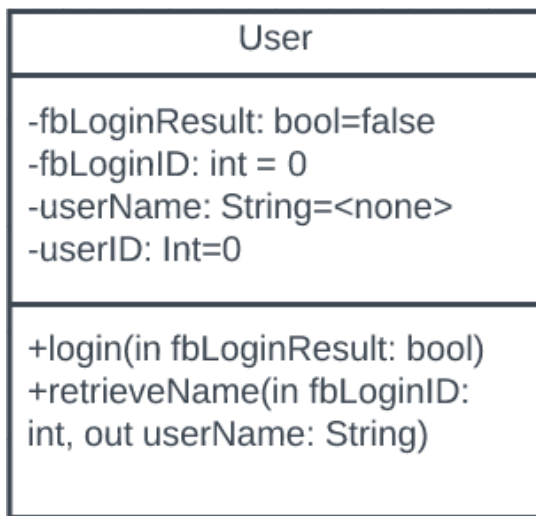 User
-fbLoginResult: bool=false
-fbLoginID: int = 0
-userName: String=<none>
-userID: Int=0
+login(in fbLoginResult: bool)
+retrieveName(in fbLoginID:
int, out userName: String)